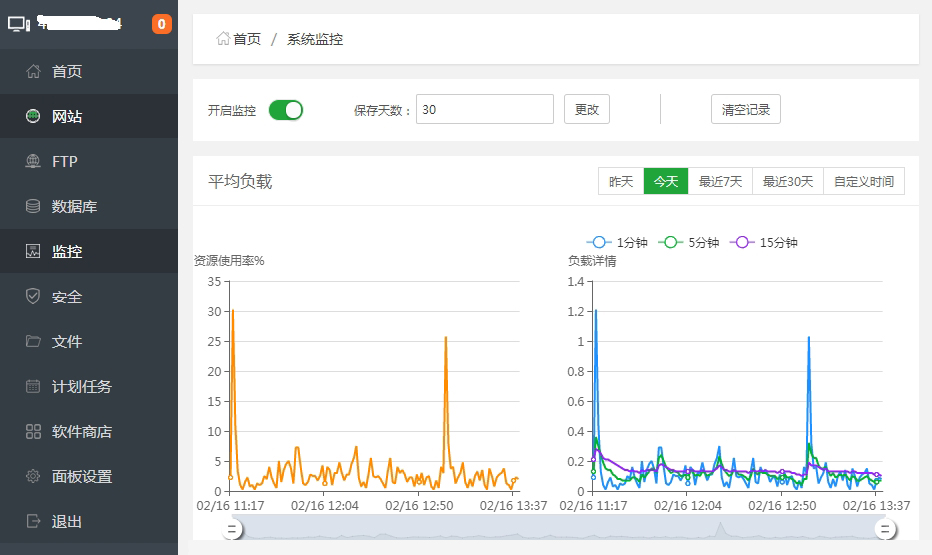 0
首页
网站
FTP
数据库
监控
安全
文件
计划任务
软件商店
面板设置
退出
首页 / 系统监控
开启监控 保存天数： 30 更改 清空记录
平均负载 昨天 今天 最近7天 最近30天 自定义时间
资源使用率%
35
30
25
20
15
10
5
0
02/16 11:17 02/16 12:04 02/16 12:50 02/16 13:37
1分钟 5分钟 15分钟
负载详情
1.4
1.2
1
0.8
0.6
0.4
0.2
0
02/16 11:17 02/16 12:04 02/16 12:50 02/16 13:37